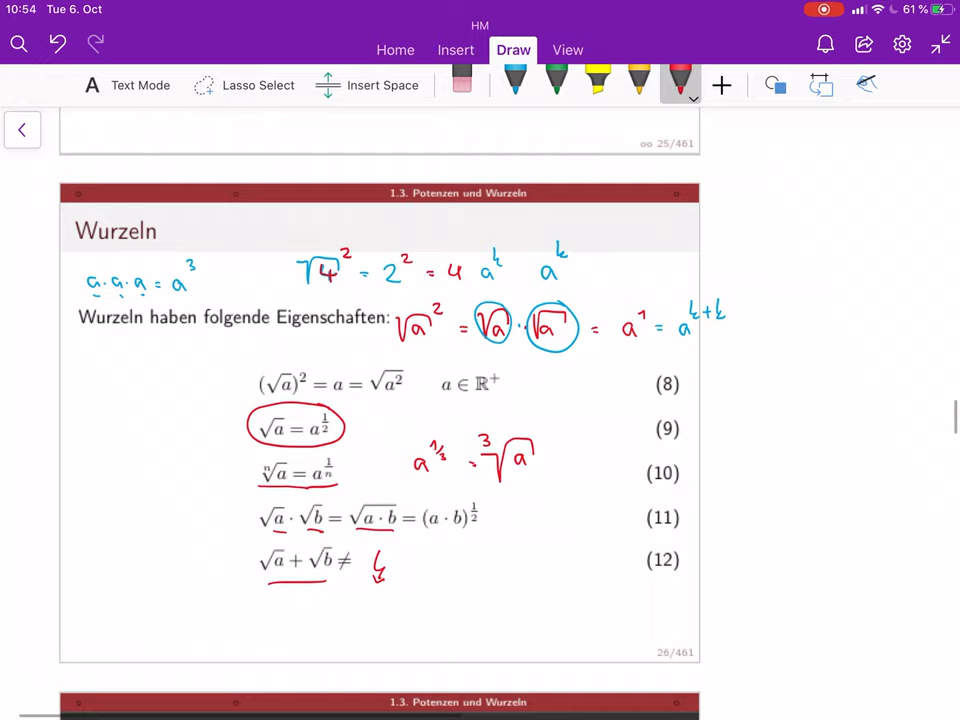 10:54 Tue 6. Oct
61 %
HM
Home Insert Draw View
Text Mode Lasso Select Insert Space
25/461
1.3. Potenzen und Wurzeln
Wurzeln
a·a·a = a³
√4² = 2² = 4
Wurzeln haben folgende Eigenschaften:
√a² = √a · √a = a¹ = a^(½+½)
(√a)² = a = √a² a ∈ ℝ⁺ (8)
√a = a^(1/2) (9)
ⁿ√a = a^(1/n) (10)
a^(1/3) = ³√a
√a · √b = √(a · b) = (a · b)^(1/2) (11)
√a + √b ≠ (12)
26/461
1.3. Potenzen und Wurzeln